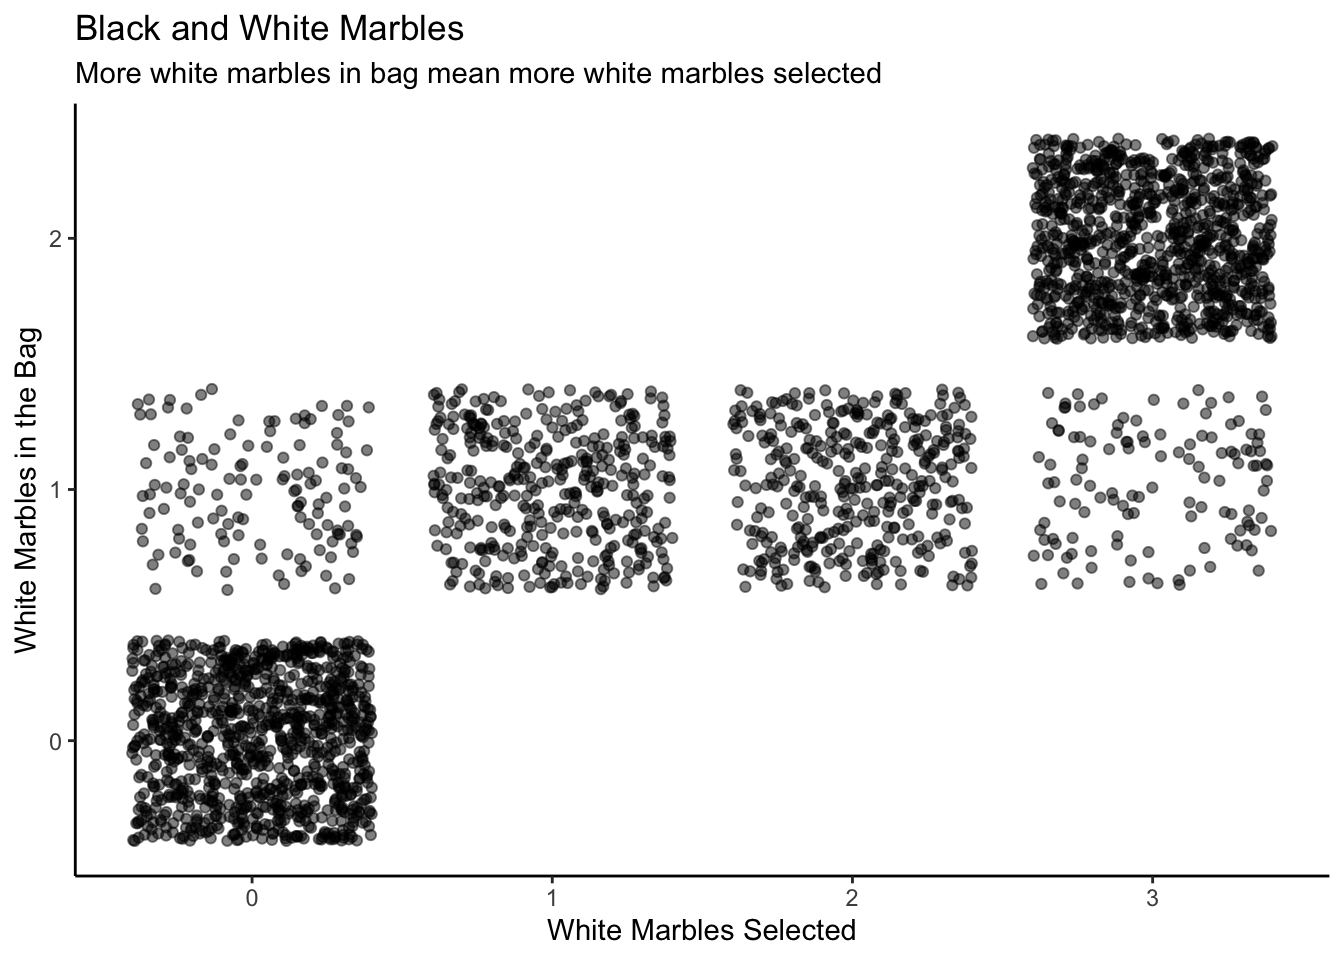 Black and White Marbles
More white marbles in bag mean more white marbles selected
White Marbles in the Bag
2
1
0
0 1 2 3
White Marbles Selected